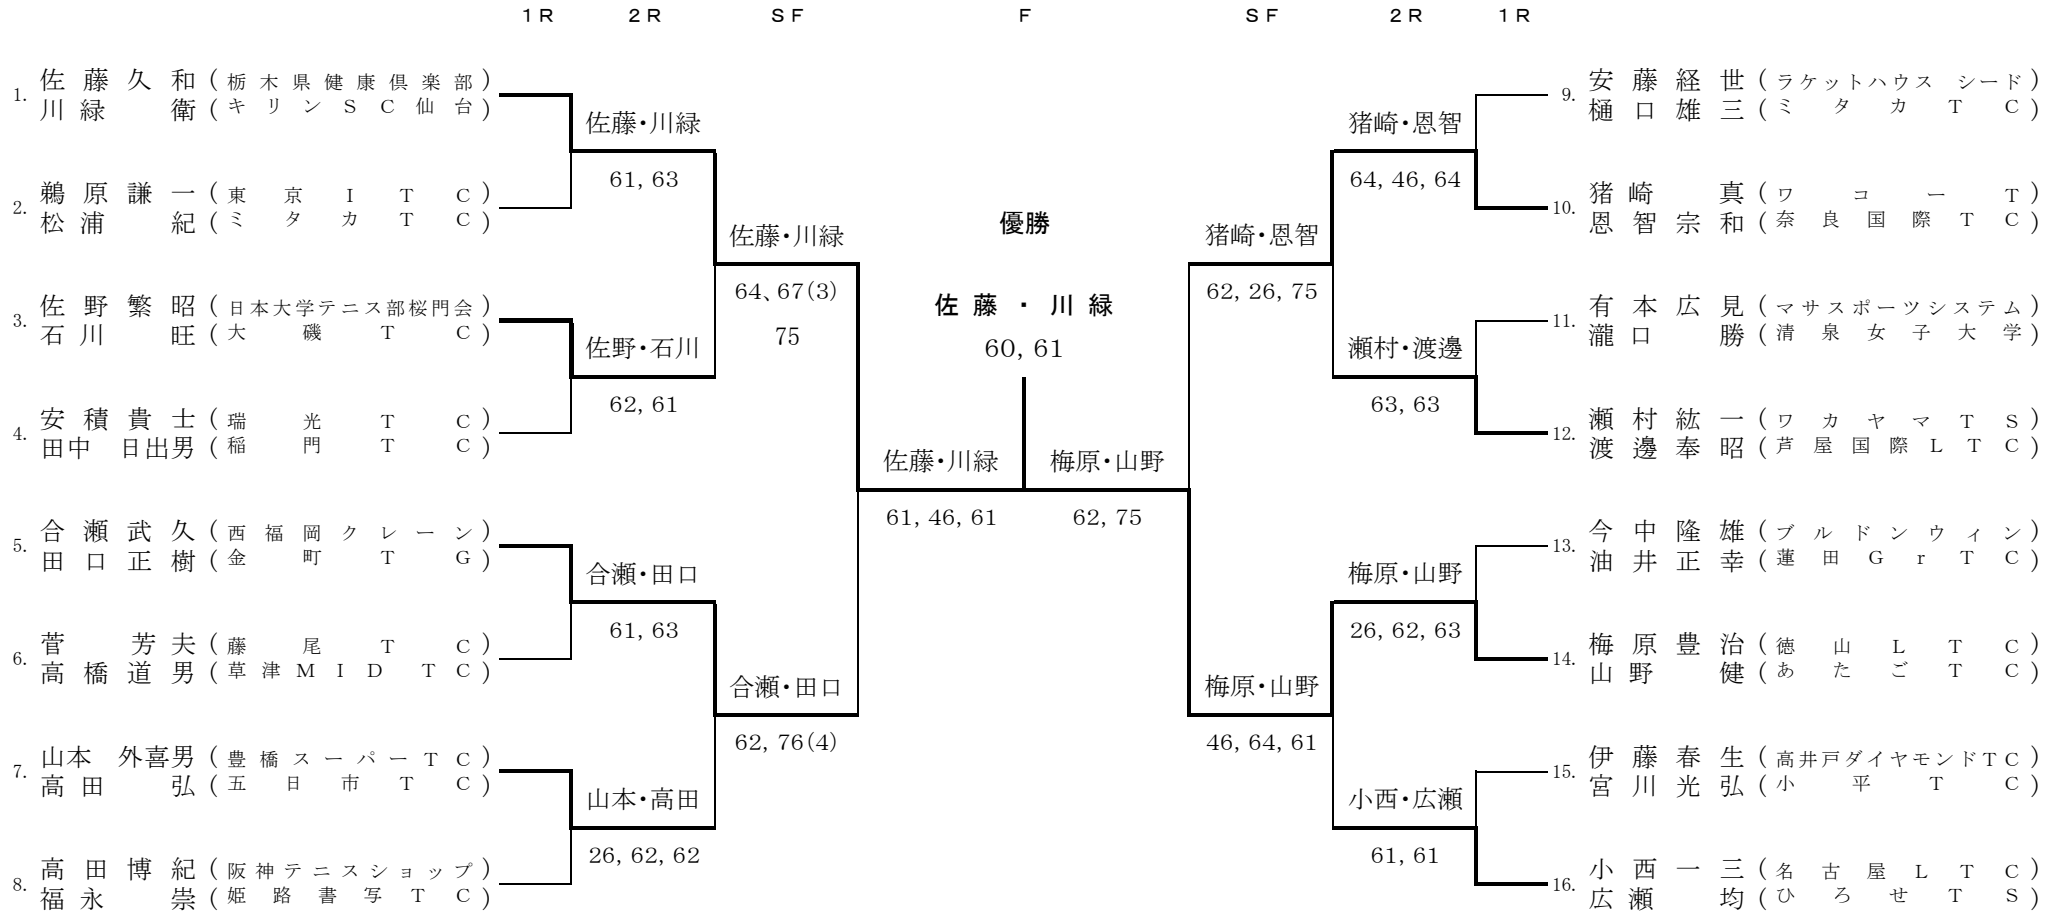 1R 2R SF F SF 2R 1R
1. 佐藤久和 (栃木県健康倶楽部)
川緑 衛 (キリンSC仙台)
2. 鵜原謙一 (東京ITC)
松浦 紀 (ミタカTC)
3. 佐野繁昭 (日本大学テニス部桜門会)
石川 旺 (大磯TC)
4. 安積貴士 (瑞光TC)
田中 日出男 (稲門TC)
5. 合瀬武久 (西福岡クレーン)
田口正樹 (金町TG)
6. 菅 芳夫 (藤尾TC)
高橋道男 (草津MID TC)
7. 山本 外喜男 (豊橋スーパーTC)
高田 弘 (五日市TC)
8. 高田博紀 (阪神テニスショップ)
福永 崇 (姫路書写TC)
佐藤・川緑
61, 63
佐野・石川
62, 61
合瀬・田口
61, 63
山本・高田
26, 62, 62
佐藤・川緑
64、67(3)
75
合瀬・田口
62, 76(4)
優勝
佐藤・川緑
60, 61
佐藤・川緑
61, 46, 61
梅原・山野
62, 75
猪崎・恩智
62, 26, 75
梅原・山野
46, 64, 61
猪崎・恩智
64, 46, 64
瀬村・渡邊
63, 63
梅原・山野
26, 62, 63
小西・広瀬
61, 61
9. 安藤経世 (ラケットハウス シード)
樋口雄三 (ミタカTC)
10. 猪崎 真 (ワコーT)
恩智宗和 (奈良国際TC)
11. 有本広見 (マサスポーツシステム)
瀧口 勝 (清泉女子大学)
12. 瀬村紘一 (ワカヤマTS)
渡邊奉昭 (芦屋国際LTC)
13. 今中隆雄 (ブルドンウィン)
油井正幸 (蓮田GrTC)
14. 梅原豊治 (徳山LTC)
山野 健 (あたごTC)
15. 伊藤春生 (高井戸ダイヤモンドTC)
宮川光弘 (小平TC)
16. 小西一三 (名古屋LTC)
広瀬 均 (ひろせTS)